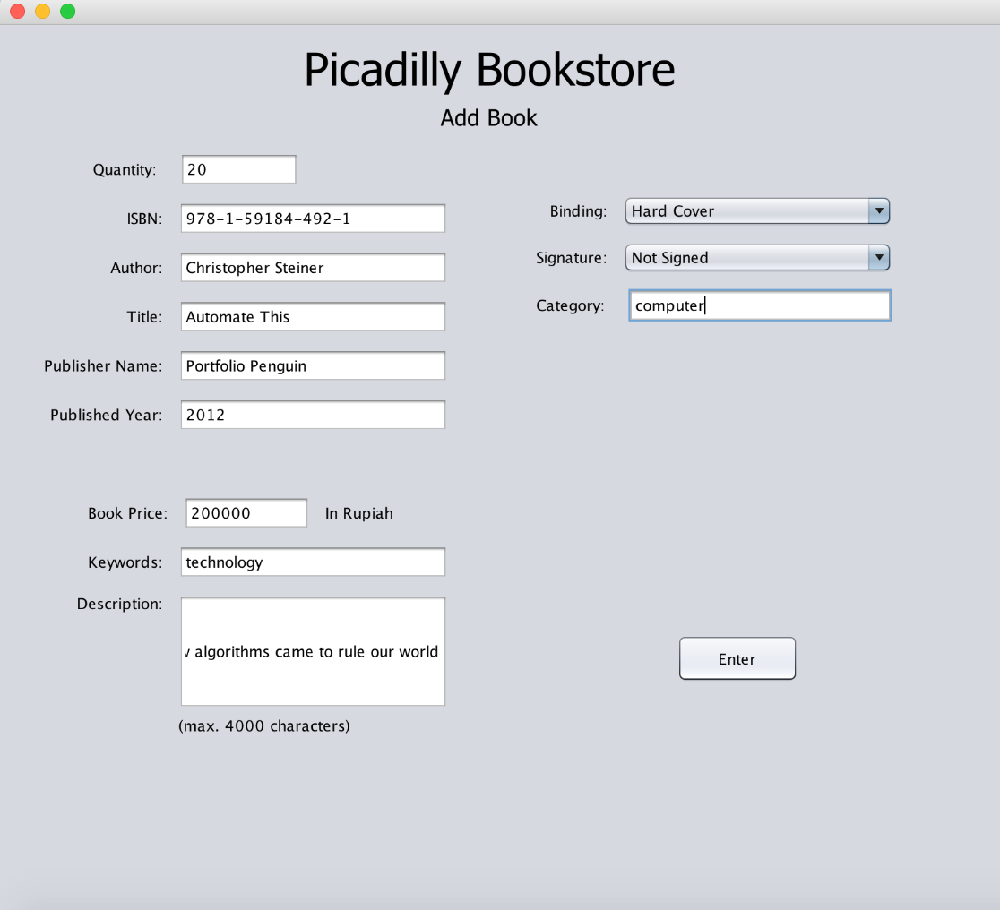 Picadilly Bookstore
Add Book
Quantity: 20
ISBN: 978-1-59184-492-1
Author: Christopher Steiner
Title: Automate This
Publisher Name: Portfolio Penguin
Published Year: 2012
Book Price: 200000 In Rupiah
Keywords: technology
Description: algorithms came to rule our world
(max. 4000 characters)
Binding: Hard Cover
Signature: Not Signed
Category: computer
Enter